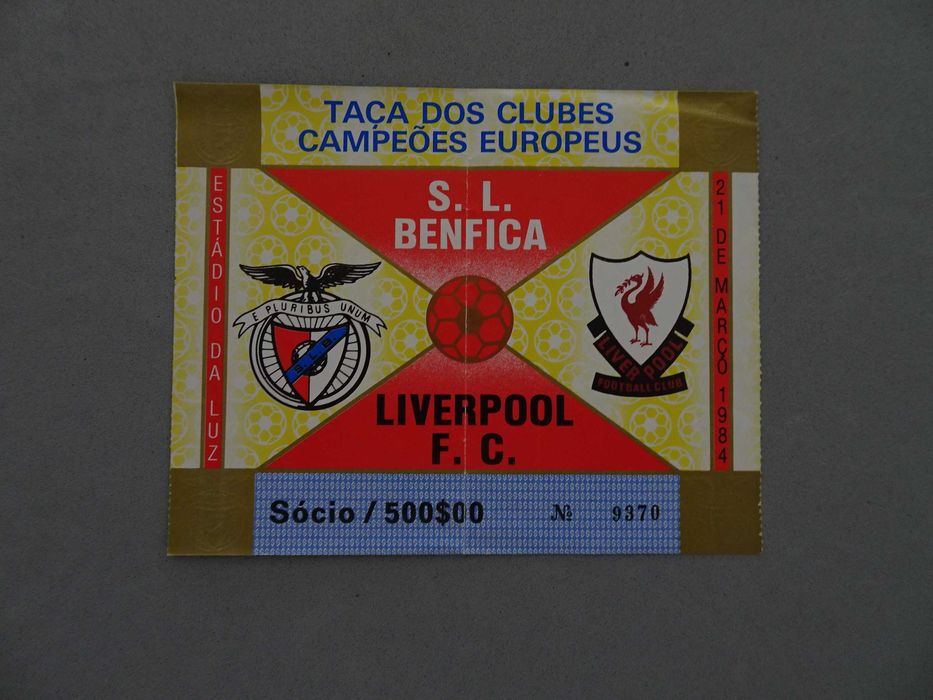 TAÇA DOS CLUBES
CAMPEÕES EUROPEUS
ESTÁDIO DA LUZ
S. L.
BENFICA
E PLURIBUS UNUM
S.L.B.
LIVERPOOL
FOOTBALL CLUB
21 DE MARÇO 1984
LIVERPOOL
F. C.
Sócio / 500$00
№ 9370